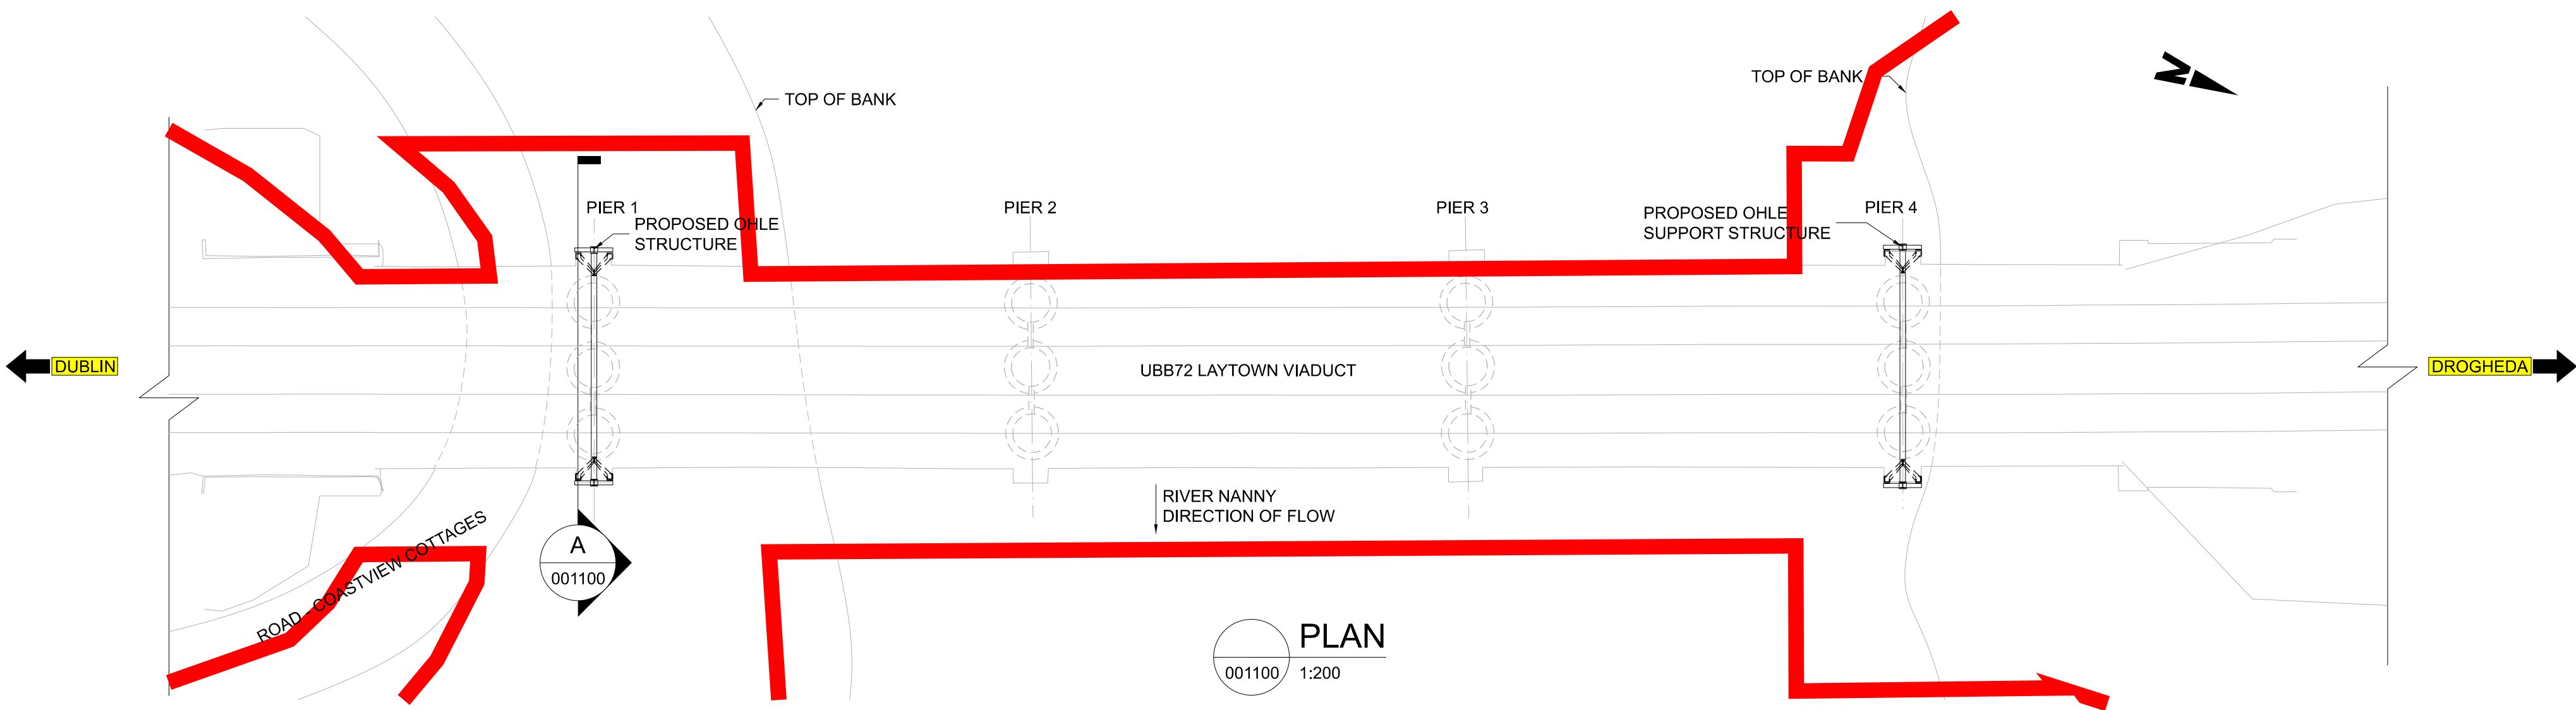 TOP OF BANK
TOP OF BANK
N
PIER 1
PROPOSED OHLE
STRUCTURE
PIER 2
PIER 3
PROPOSED OHLE
SUPPORT STRUCTURE
PIER 4
DUBLIN
UBB72 LAYTOWN VIADUCT
DROGHEDA
RIVER NANNY
DIRECTION OF FLOW
ROAD - COASTVIEW COTTAGES
A
001100
PLAN
001100
1:200